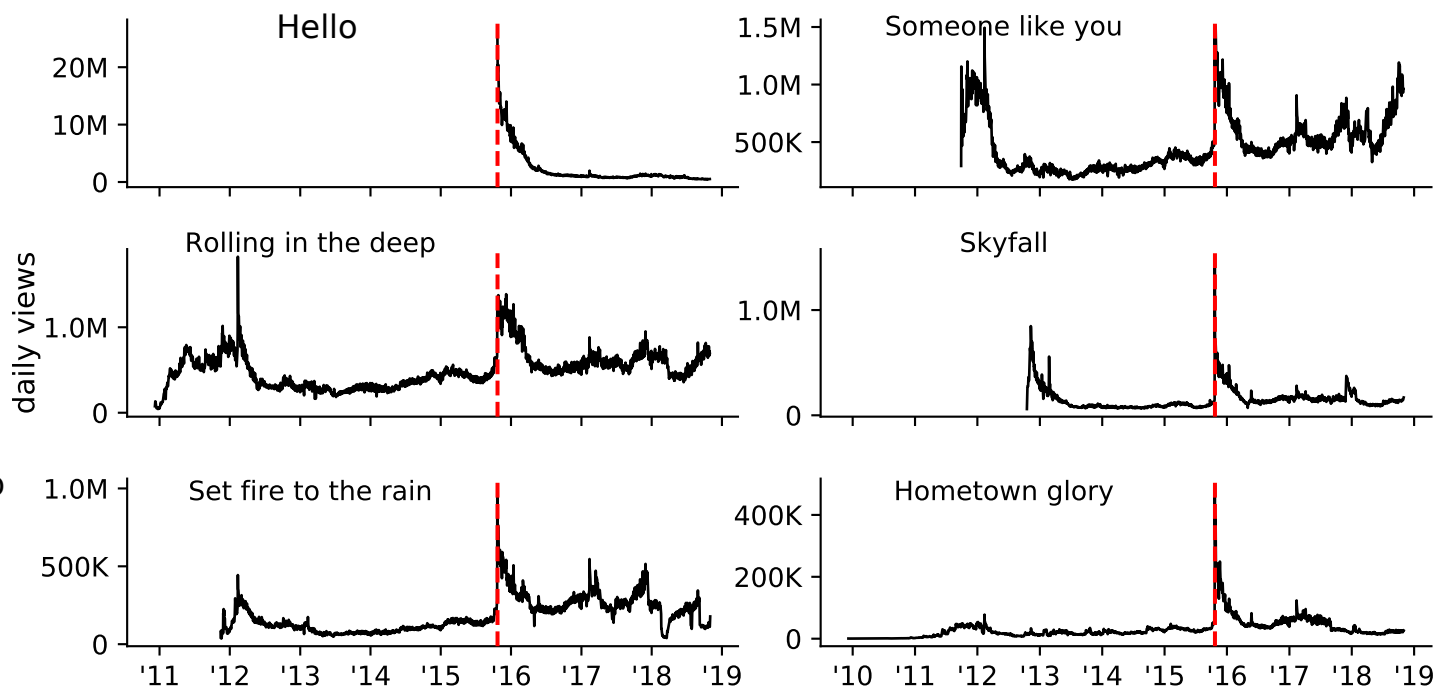 Hello
20M
10M
0
Someone like you
1.5M
1.0M
500K
daily views
Rolling in the deep
1.0M
0
Skyfall
1.0M
0
Set fire to the rain
1.0M
500K
0
'11 '12 '13 '14 '15 '16 '17 '18 '19
Hometown glory
400K
200K
0
'10 '11 '12 '13 '14 '15 '16 '17 '18 '19